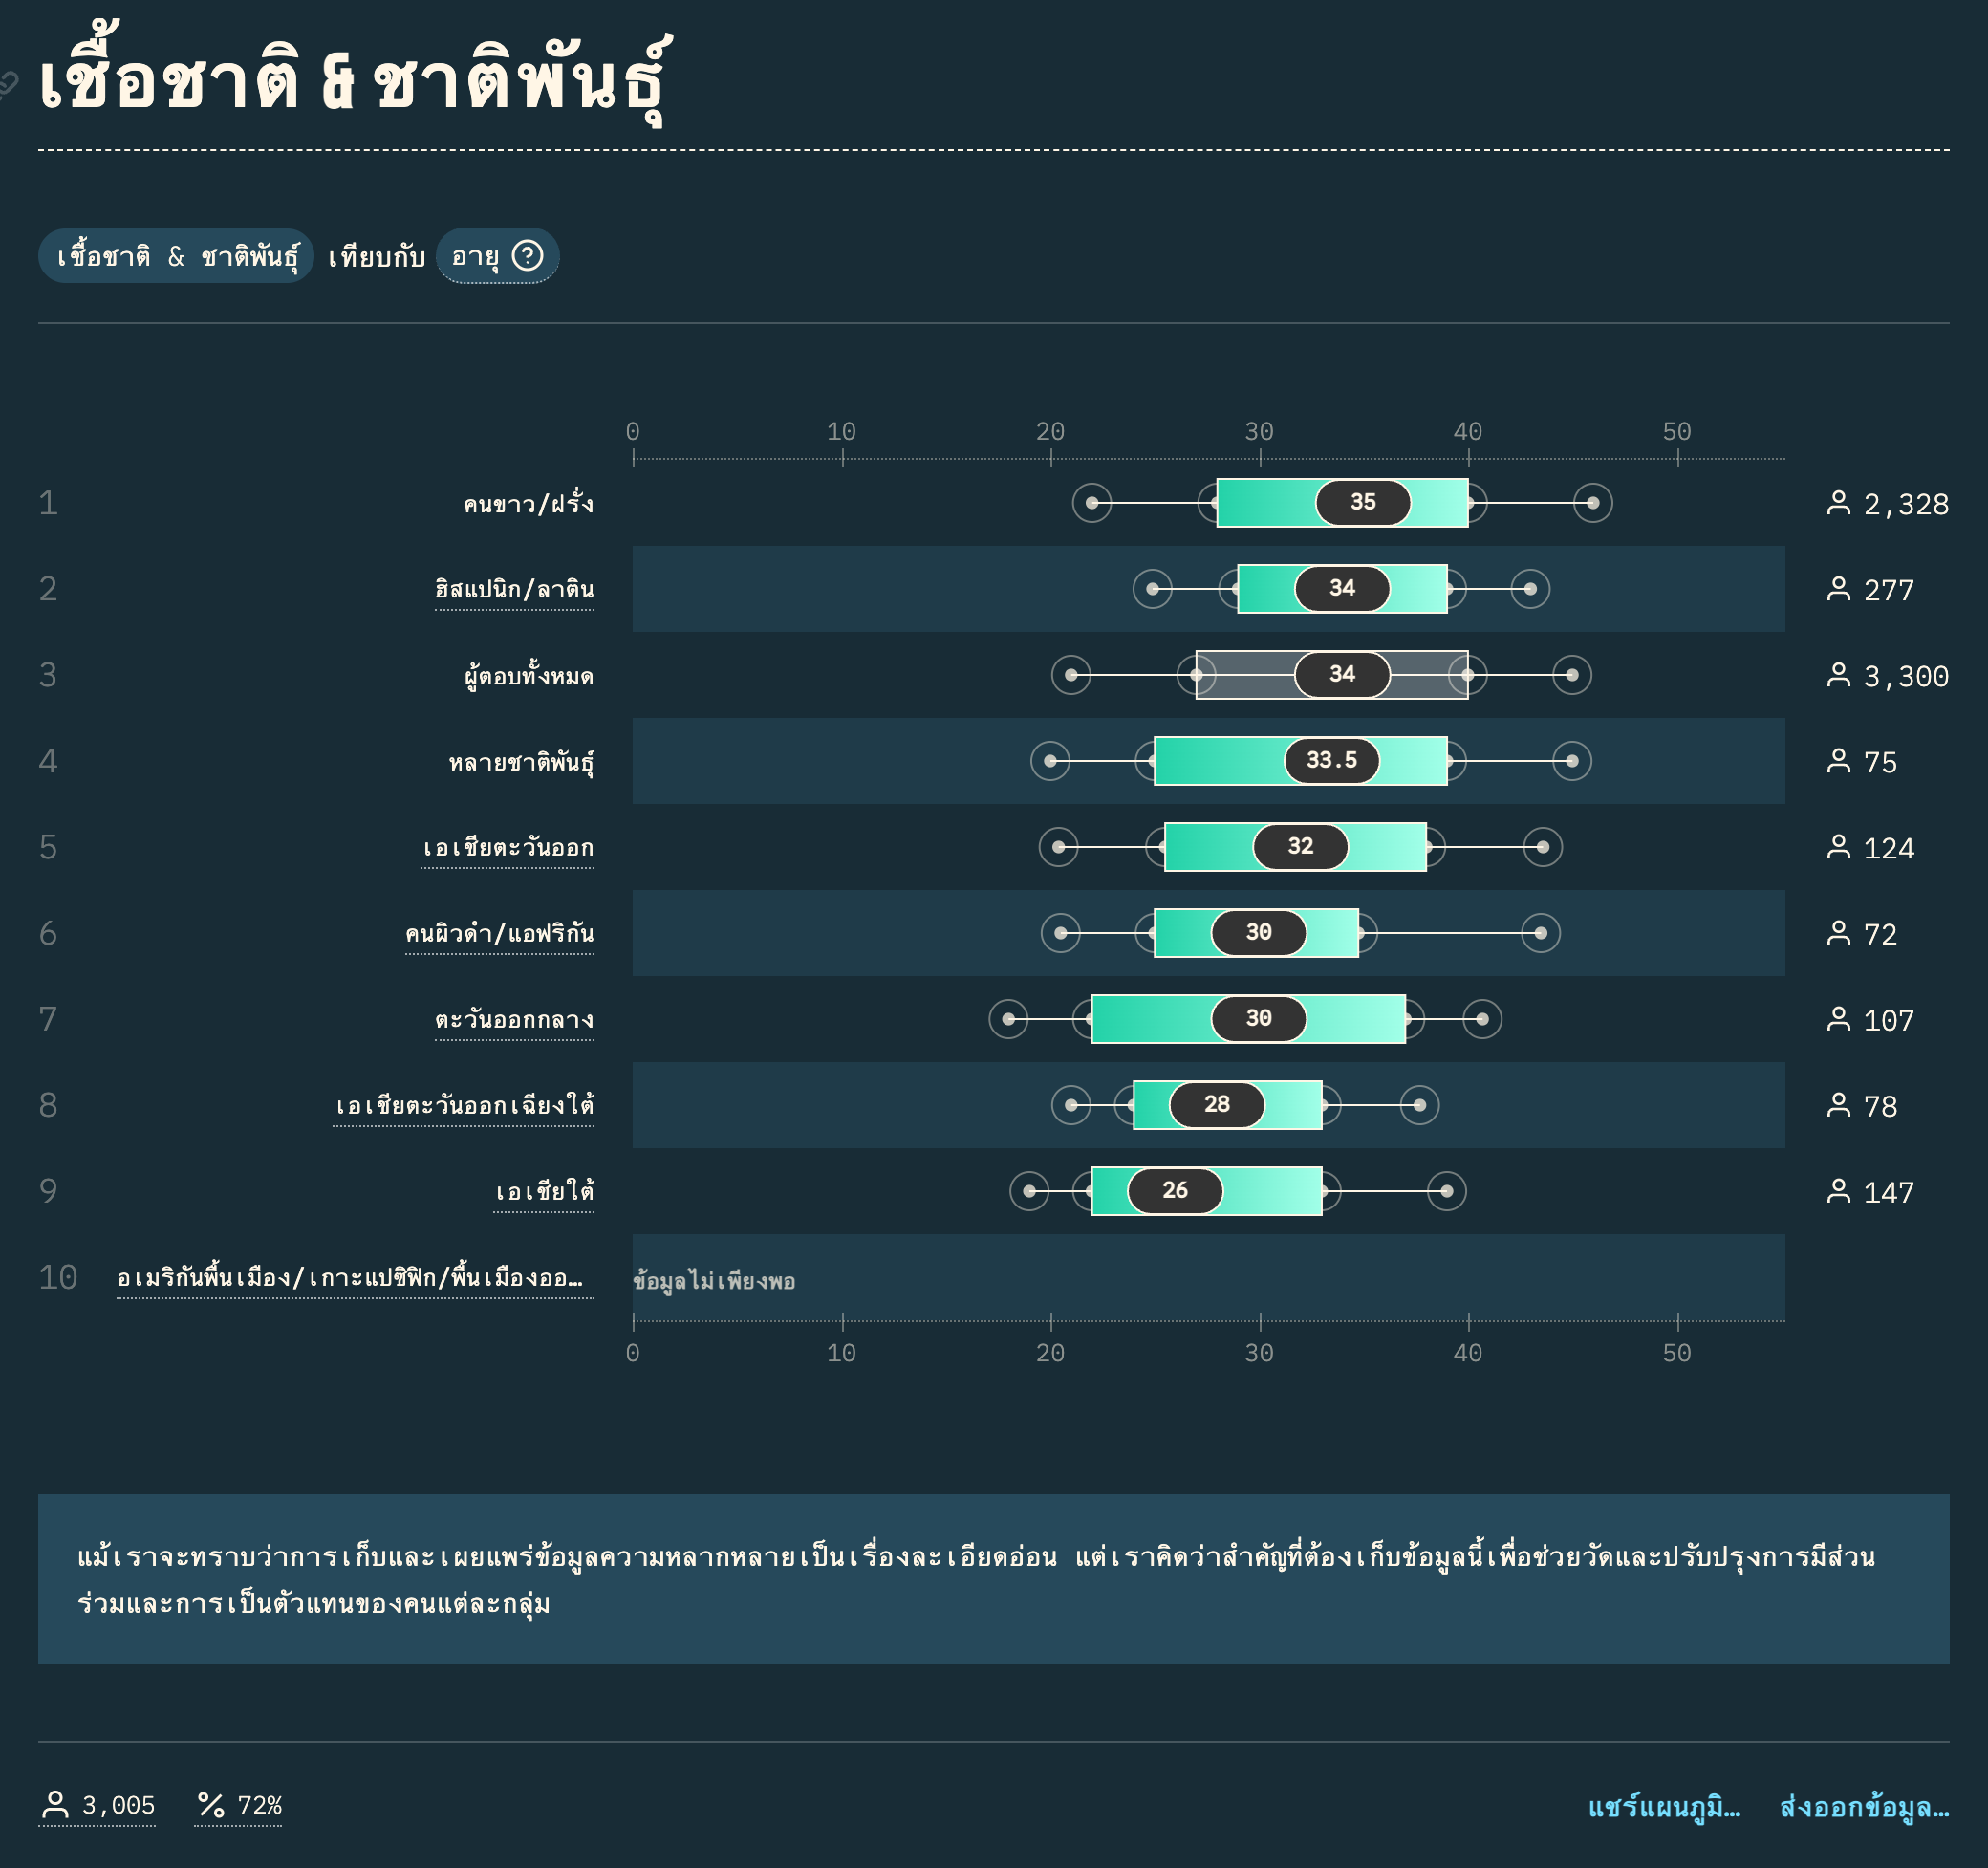 เชื้อชาติ & ชาติพันธุ์
เชื้อชาติ & ชาติพันธุ์ เทียบกับ อายุ
0 10 20 30 40 50
1 คนขาว/ฝรั่ง 35 2,328
2 ฮิสแปนิก/ลาติน 34 277
3 ผู้ตอบทั้งหมด 34 3,300
4 หลายชาติพันธุ์ 33.5 75
5 เอเชียตะวันออก 32 124
6 คนผิวดำ/แอฟริกัน 30 72
7 ตะวันออกกลาง 30 107
8 เอเชียตะวันออกเฉียงใต้ 28 78
9 เอเชียใต้ 26 147
10 อเมริกันพื้นเมือง/เกาะแปซิฟิก/พื้นเมืองออ… ข้อมูลไม่เพียงพอ
0 10 20 30 40 50
แม้เราจะทราบว่าการเก็บและเผยแพร่ข้อมูลความหลากหลายเป็นเรื่องละเอียดอ่อน แต่เราคิดว่าสำคัญที่ต้องเก็บข้อมูลนี้เพื่อช่วยวัดและปรับปรุงการมีส่วน
ร่วมและการเป็นตัวแทนของคนแต่ละกลุ่ม
3,005 72% แชร์แผนภูมิ… ส่งออกข้อมูล…